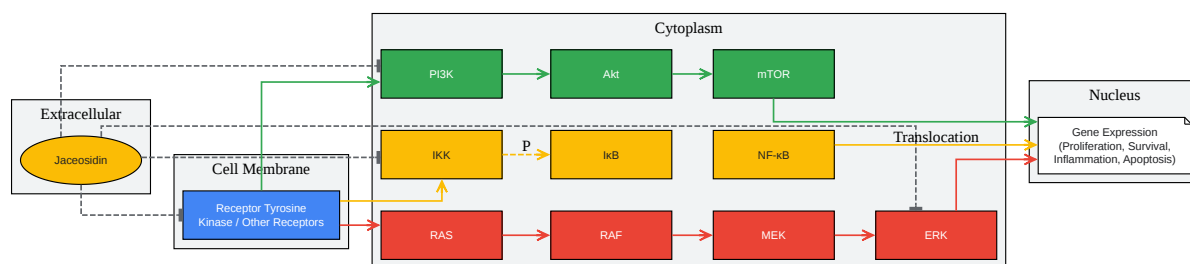 Cytoplasm
PI3K
Akt
mTOR
Extracellular
Jaceosidin
Nucleus
Gene Expression
(Proliferation, Survival,
Inflammation, Apoptosis)
Translocation
P
IKK
IκB
NF-κB
Cell Membrane
Receptor Tyrosine
Kinase / Other Receptors
RAS
RAF
MEK
ERK